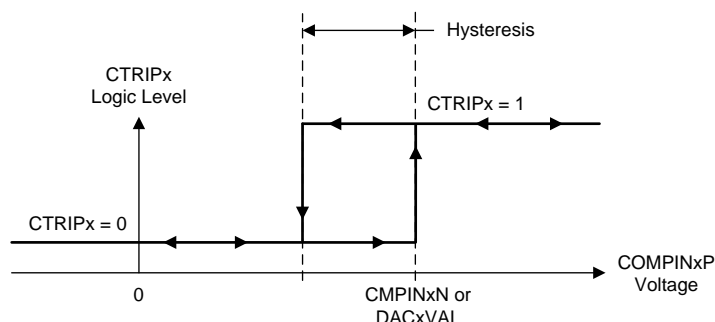 Hysteresis
CTRIPx
Logic Level
CTRIPx = 1
CTRIPx = 0
COMPINxP
Voltage
0
CMPINxN or
DACxVAL